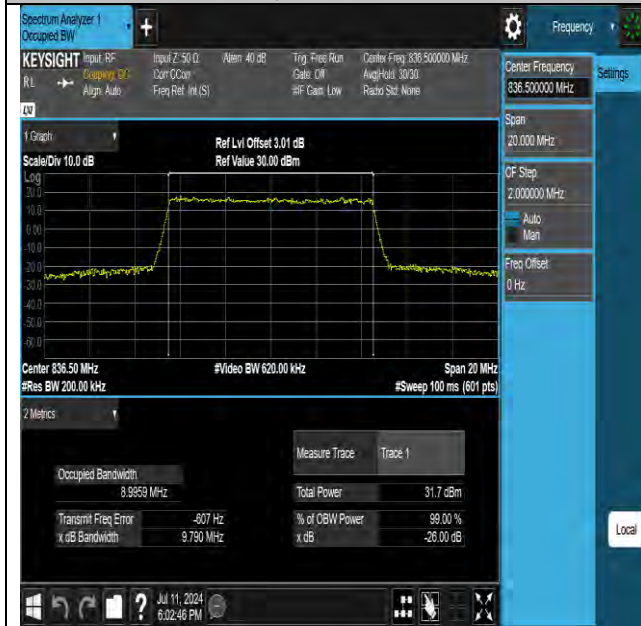 Spectrum Analyzer 1
Occupied BW
+
Frequency
KEYSIGHT Input: RF
RL Coupling: DC
Align: Auto
Input Z: 50 Ω
Corr CCorr
Freq Ref: Int (S)
Atten: 40 dB
Trig: Free Run
Gate: Off
#IF Gain: Low
Center Freq: 836.500000 MHz
Avg|Hold: 30/30
Radio Std: None
LXI
Center Frequency
836.500000 MHz
Settings
Span
20.000 MHz
CF Step
2.000000 MHz
Auto
Man
Freq Offset
0 Hz
1 Graph
Scale/Div 10.0 dB
Ref Lvl Offset 3.01 dB
Ref Value 30.00 dBm
Log
20.0
10.0
0.00
-10.0
-20.0
-30.0
-40.0
-50.0
-60.0
Center 836.50 MHz
#Res BW 200.00 kHz
#Video BW 620.00 kHz
Span 20 MHz
#Sweep 100 ms (601 pts)
2 Metrics
Measure Trace Trace 1
Occupied Bandwidth
8.9959 MHz
Total Power 31.7 dBm
Transmit Freq Error -607 Hz
% of OBW Power 99.00 %
x dB Bandwidth 9.790 MHz
x dB -26.00 dB
Local
?
Jul 11, 2024
6:02:46 PM